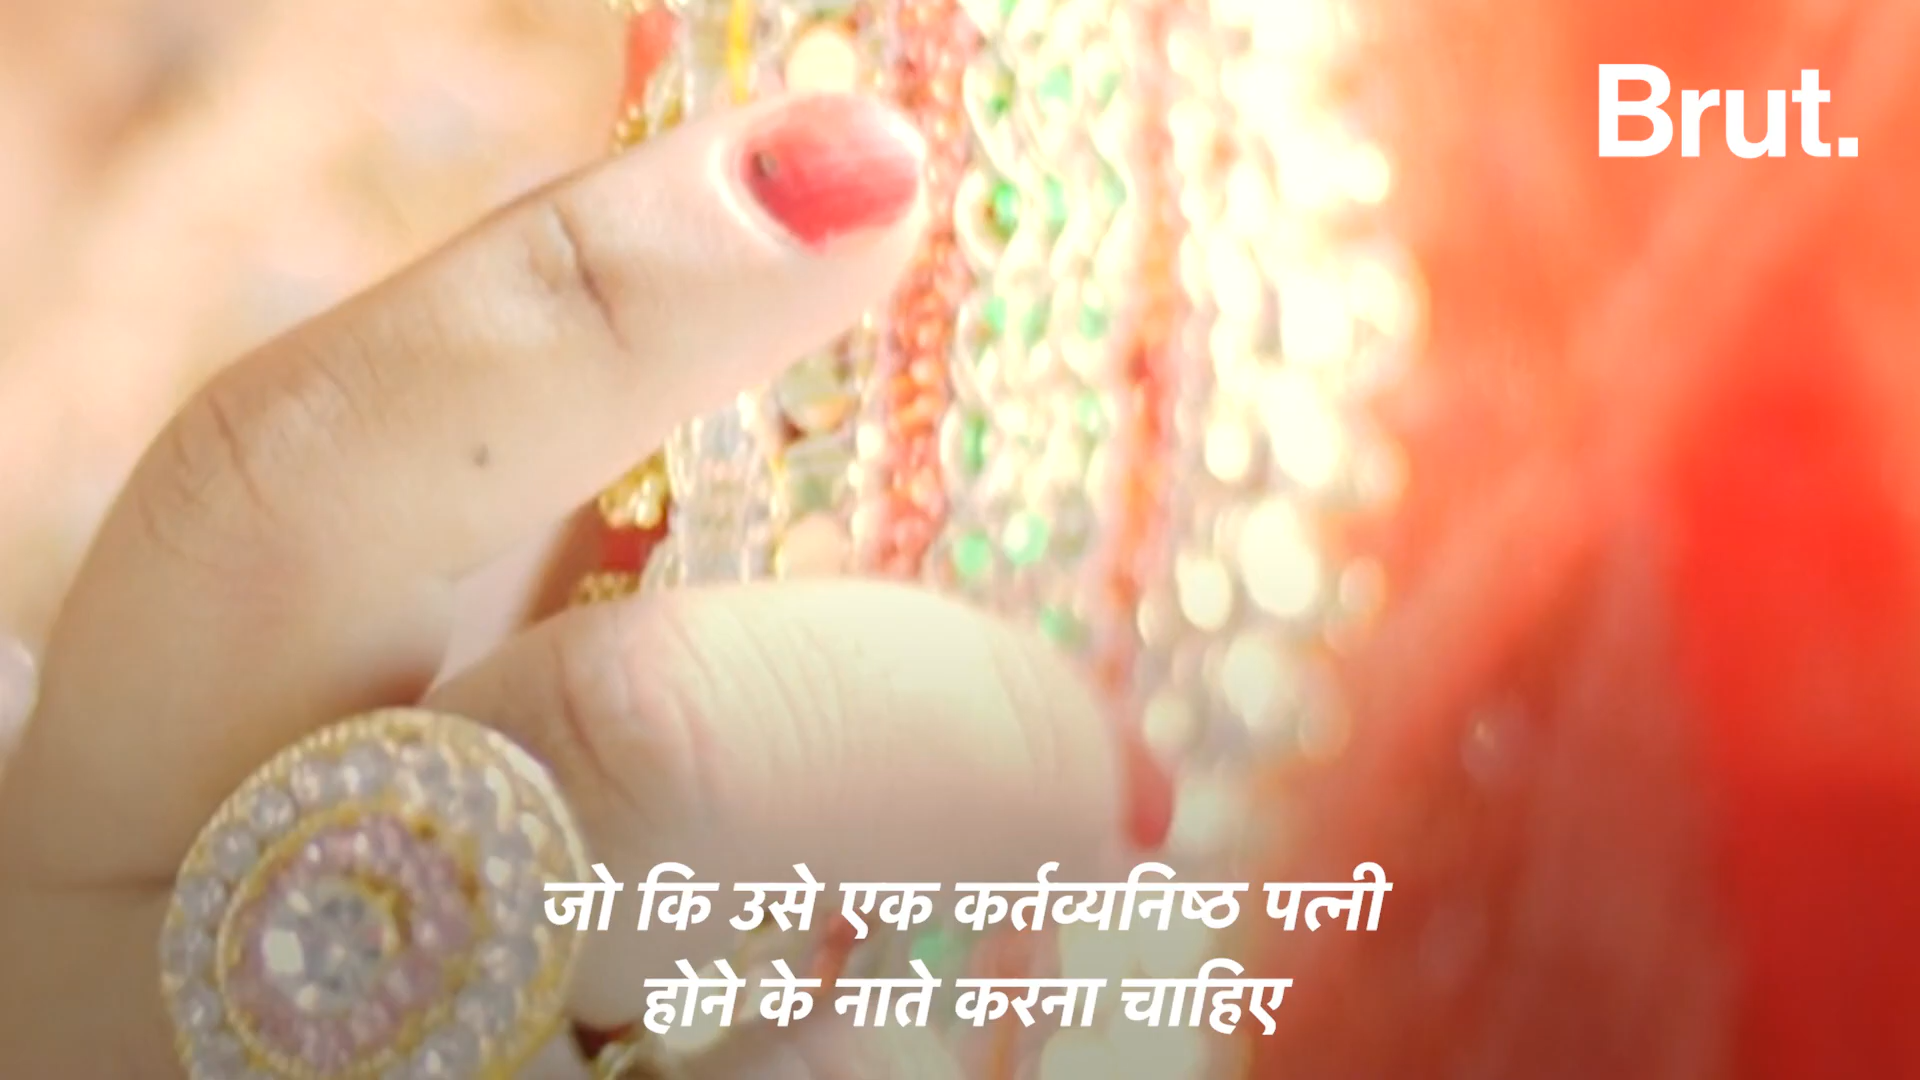 Brut.
जो कि उसे एक कर्तव्यनिष्ठ पत्नी
होने के नाते करना चाहिए